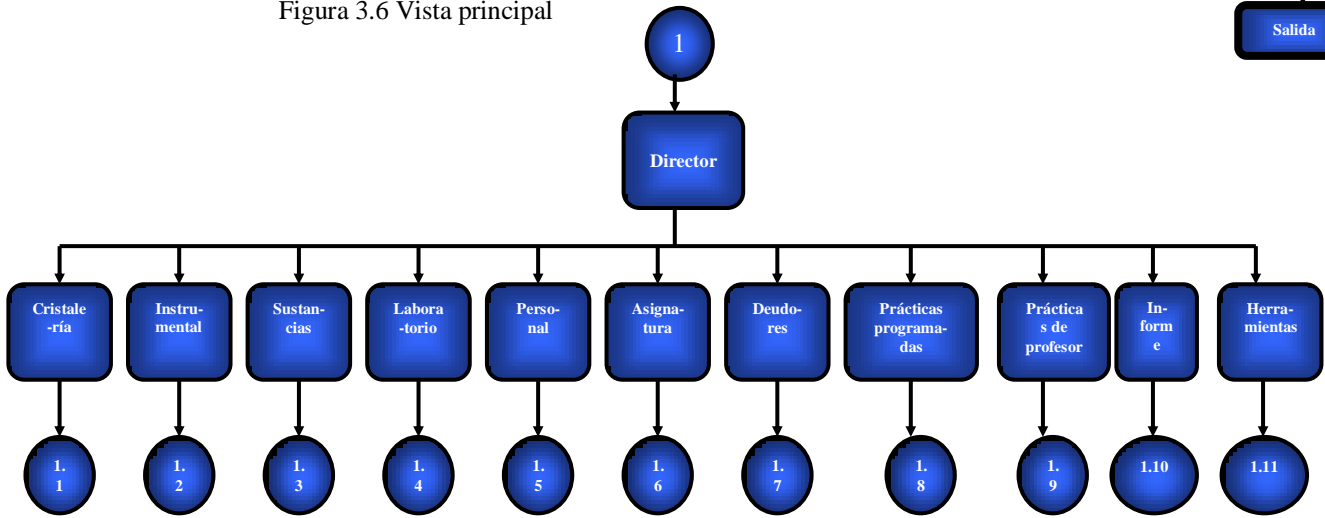 Figura 3.6 Vista principal
Salida
1
Director
Cristale
-ría
Instru-
mental
Sustan-
cias
Labora
-torio
Perso-
nal
Asigna-
tura
Deudo-
res
Prácticas
programa-
das
Práctica
s de
profesor
In-
form
e
Herra-
mientas
1.
1
1.
2
1.
3
1.
4
1.
5
1.
6
1.
7
1.
8
1.
9
1.10
1.11